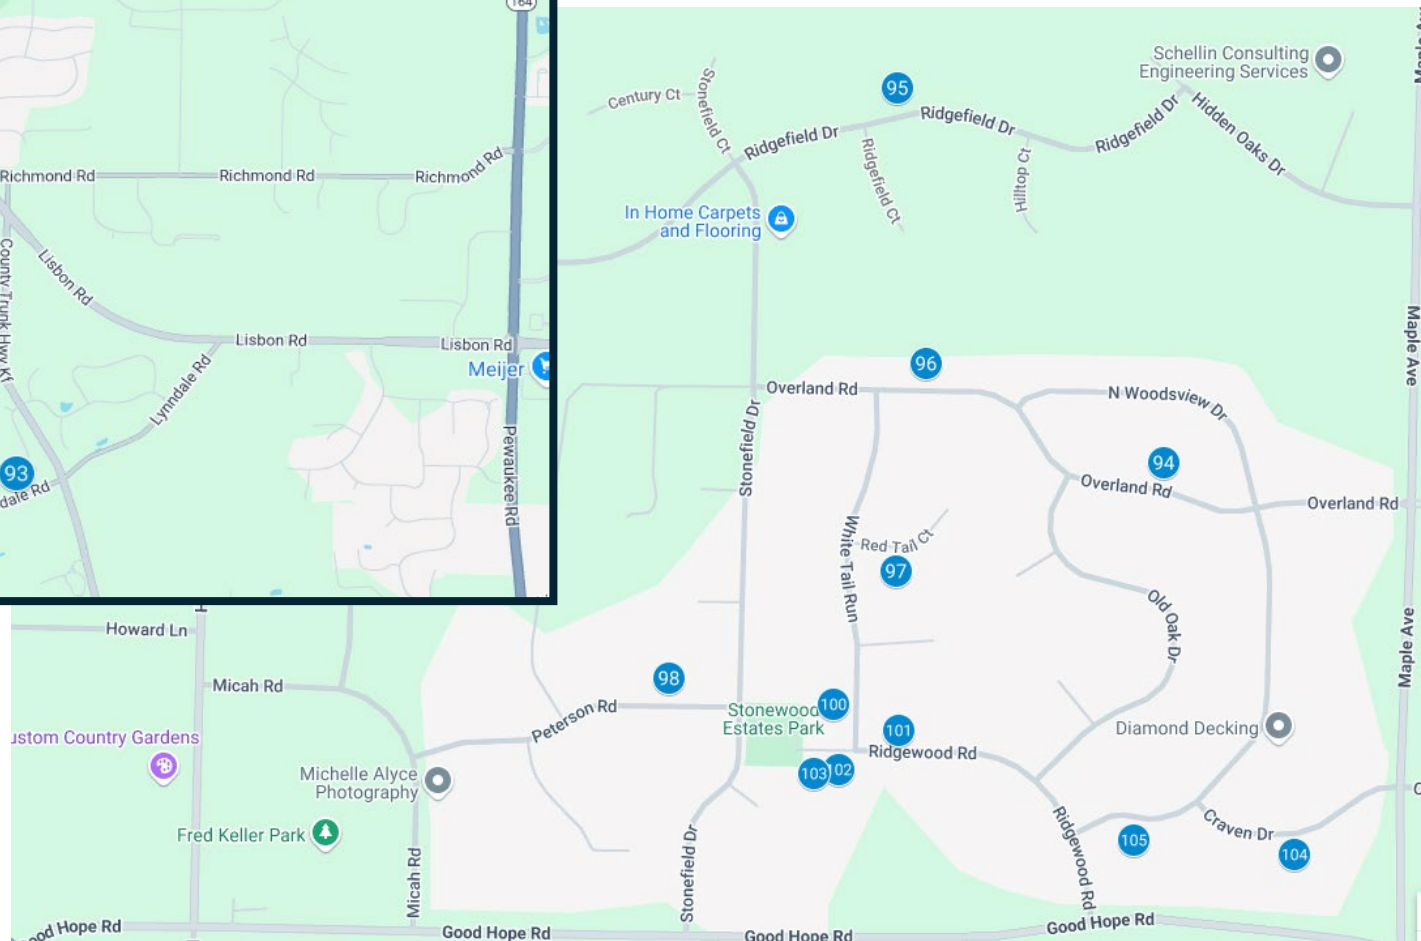 164
Richmond Rd
Richmond Rd
Richmond Rd
County Trunk Hwy Kf
Lisbon Rd
Lisbon Rd
Lisbon Rd
Meijer
Lynndale Rd
93
dale Rd
Pewaukee Rd
Schellin Consulting
Engineering Services
Century Ct
Stonefield Ct
95
Ridgefield Dr
Ridgefield Dr
Ridgefield Dr
Hidden Oaks Dr
Ridgefield Ct
Hilltop Ct
In Home Carpets
and Flooring
Maple Ave
96
Overland Rd
N Woodsview Dr
Stonefield Dr
94
Overland Rd
Overland Rd
White Tail Run
Red Tail Ct
97
Old Oak Dr
Maple Ave
Howard Ln
Micah Rd
98
Peterson Rd
Stonewood
Estates Park
100
101
Ridgewood Rd
Diamond Decking
103
102
ustom Country Gardens
Michelle Alyce
Photography
Fred Keller Park
Micah Rd
Stonefield Dr
Ridgewood Rd
105
Craven Dr
104
ood Hope Rd
Good Hope Rd
Good Hope Rd
Good Hope Rd